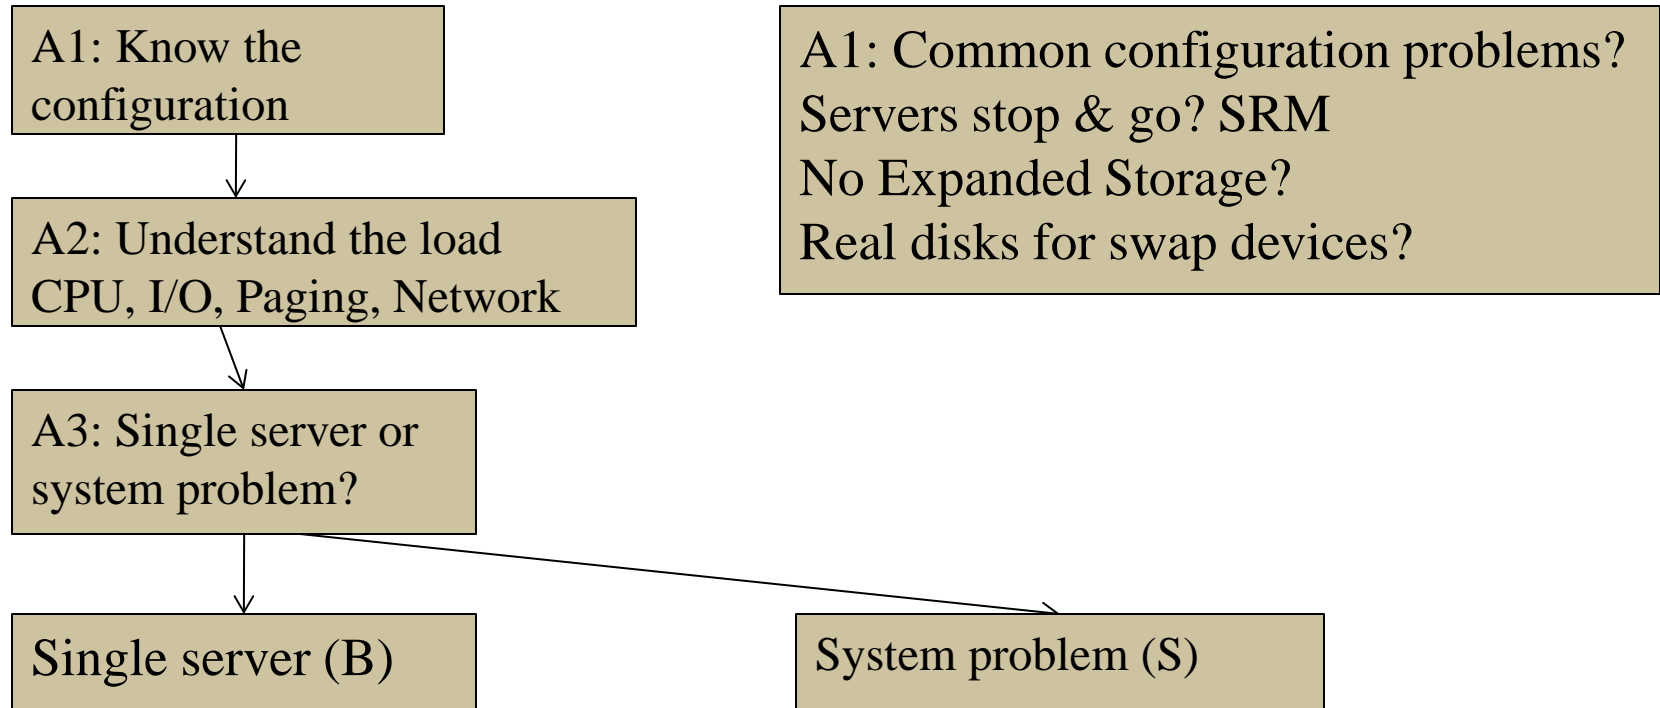 A1: Know the
configuration
A1: Common configuration problems?
Servers stop & go? SRM
No Expanded Storage?
Real disks for swap devices?
A2: Understand the load
CPU, I/O, Paging, Network
A3: Single server or
system problem?
Single server (B)
System problem (S)